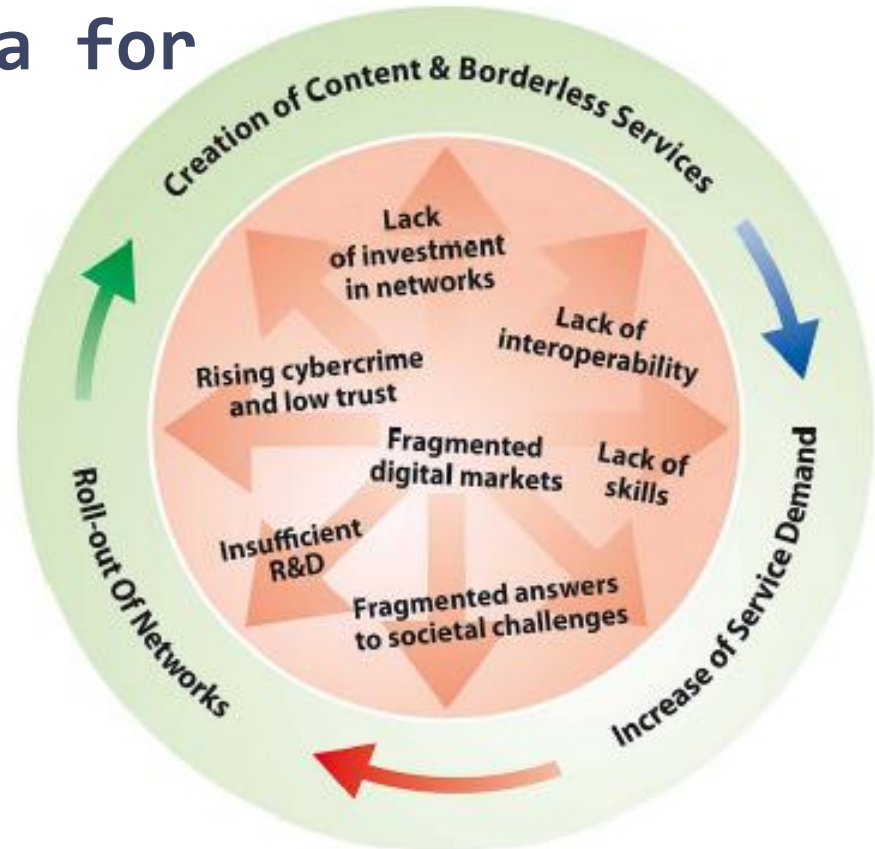 a for
Creation of Content & Borderless Services
Lack
of investment
in networks
Lack of
interoperability
Rising cybercrime
and low trust
Fragmented
digital markets
Lack of
skills
Insufficient
R&D
Fragmented answers
to societal challenges
Increase of Service Demand
Roll-out Of Networks